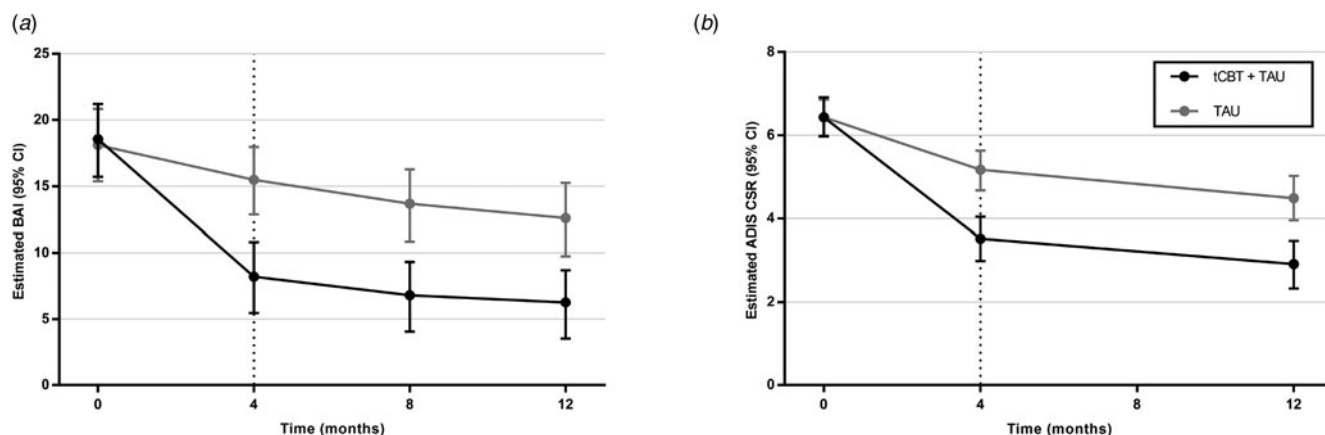 (a)
Estimated BAI (95% CI)
25
20
15
10
5
0
0 4 8 12
Time (months)
(b)
Estimated ADIS CSR (95% CI)
8
6
4
2
0
0 4 8 12
Time (months)
tCBT + TAU
TAU